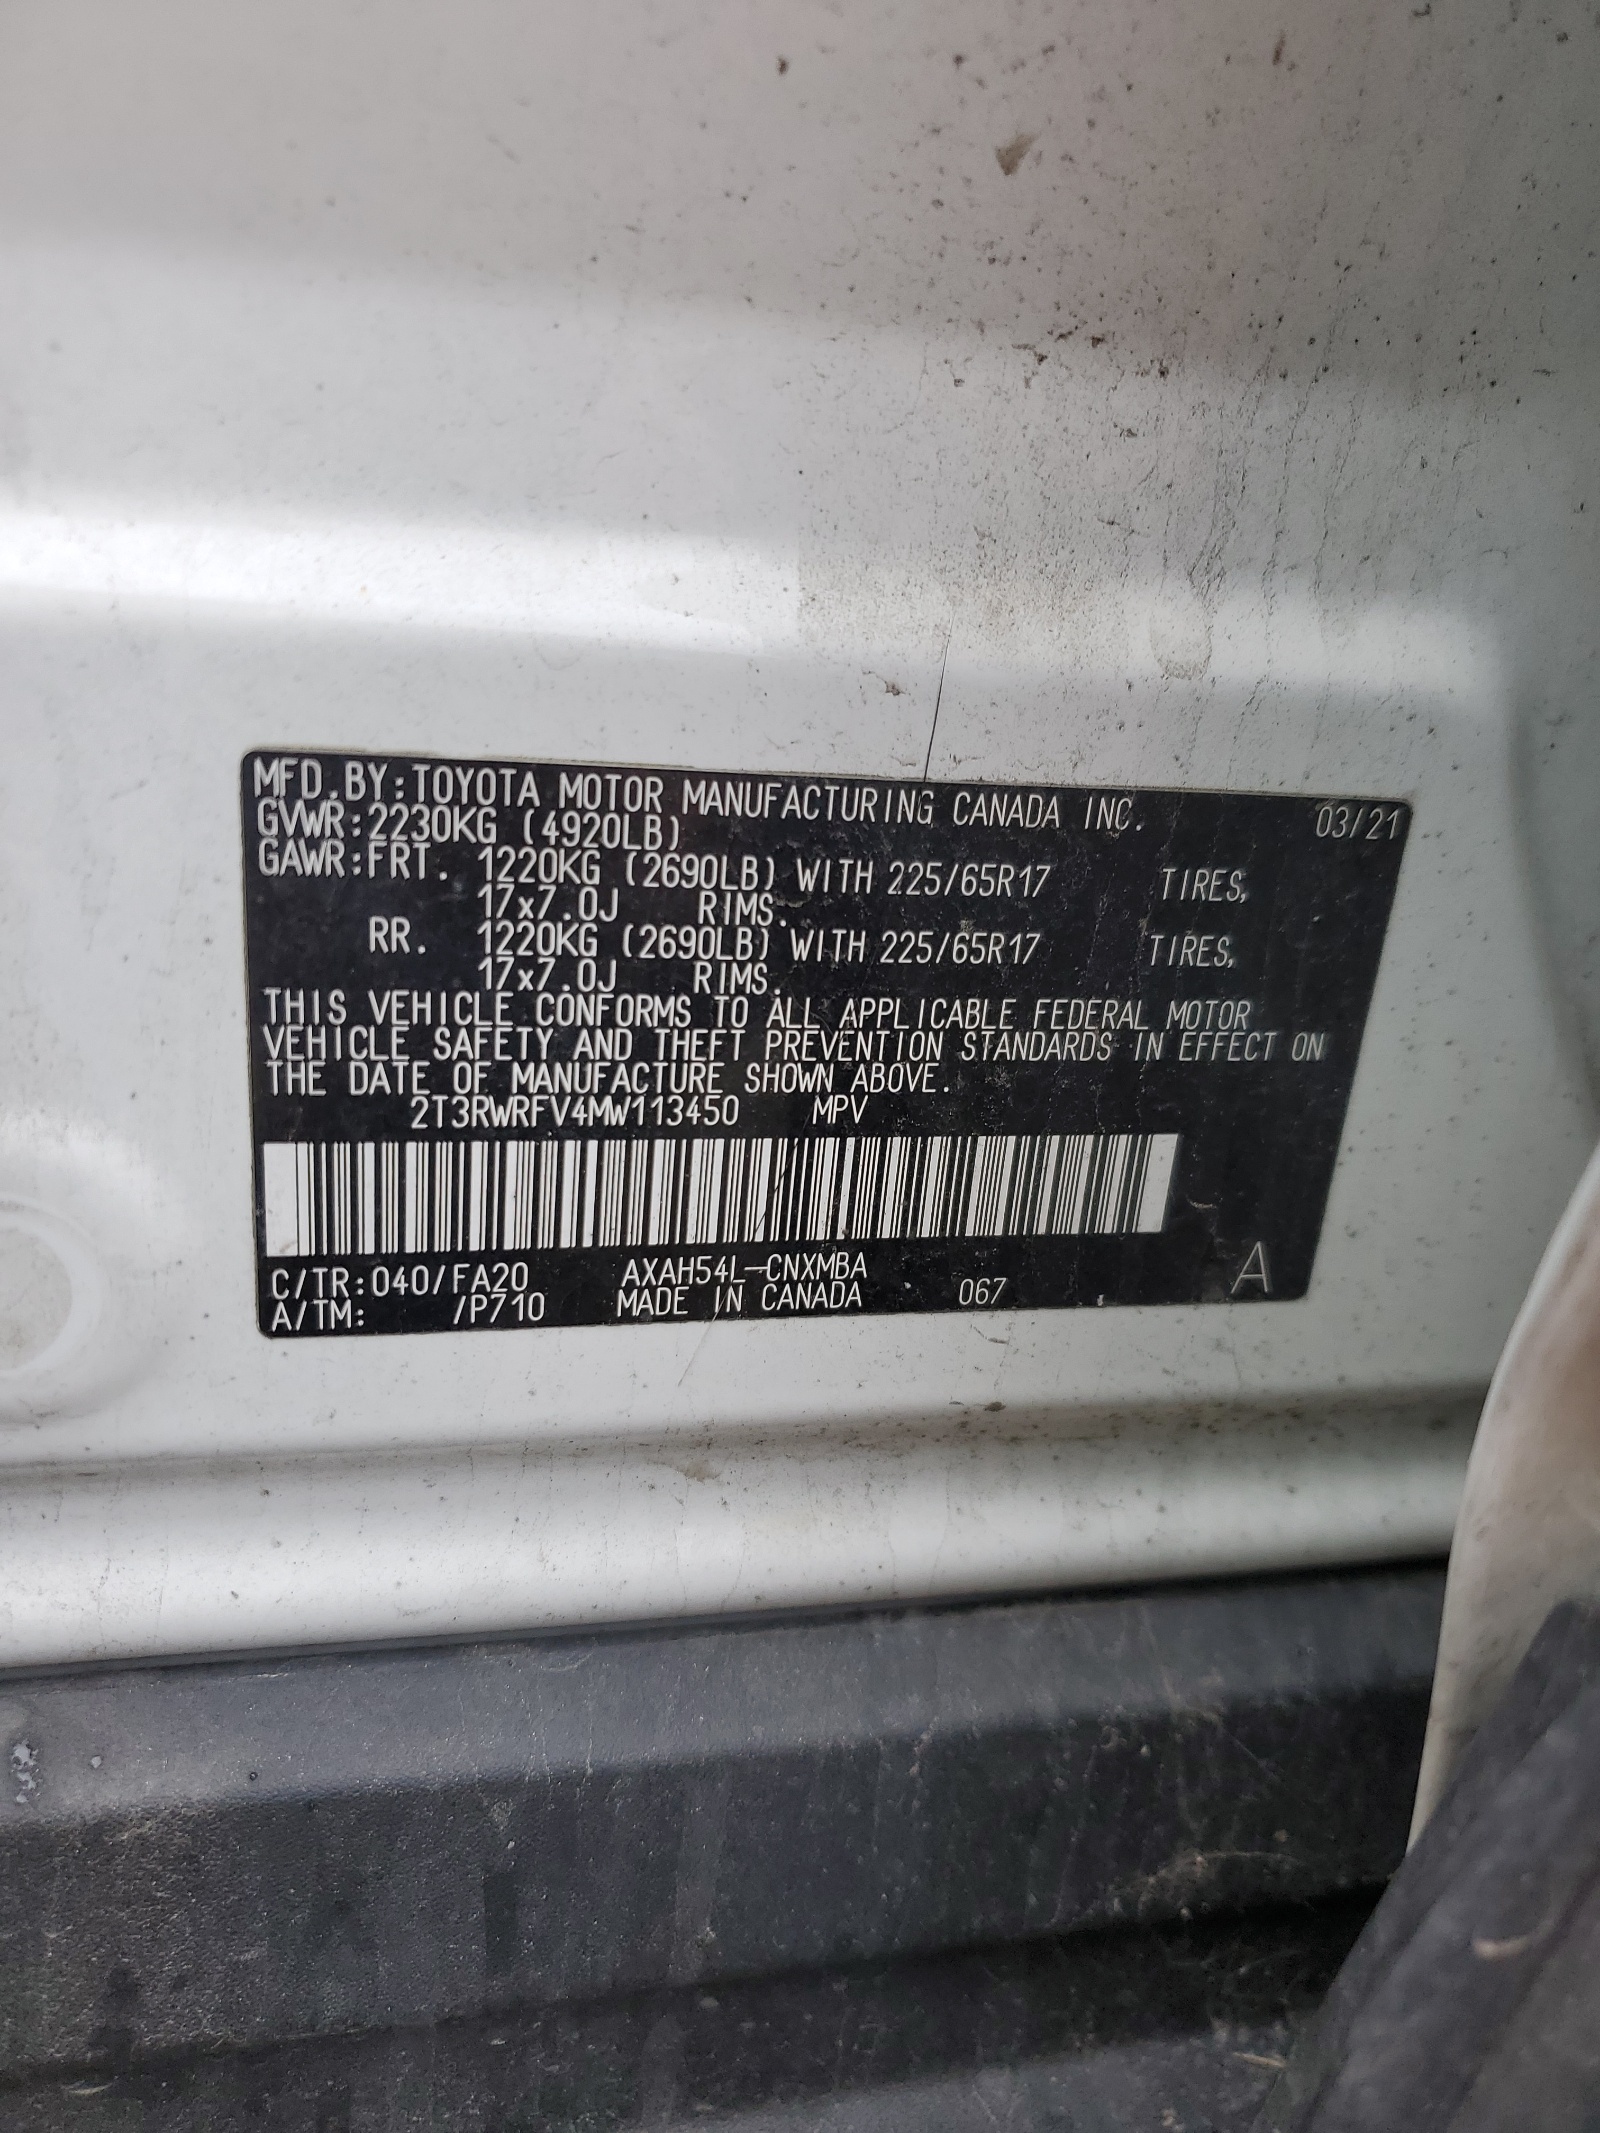 MFD.BY:TOYOTA MOTOR MANUFACTURING CANADA INC. 03/21
GVWR:2230KG (4920LB)
GAWR:FRT. 1220KG (2690LB) WITH 225/65R17 TIRES,
17x7.0J RIMS.
RR. 1220KG (2690LB) WITH 225/65R17 TIRES,
17x7.0J RIMS.
THIS VEHICLE CONFORMS TO ALL APPLICABLE FEDERAL MOTOR
VEHICLE SAFETY AND THEFT PREVENTION STANDARDS IN EFFECT ON
THE DATE OF MANUFACTURE SHOWN ABOVE.
2T3RWRFV4MW113450 MPV
C/TR:040/FA20 AXAH54L-CNXMBA
A/TM: /P710 MADE IN CANADA 067 A